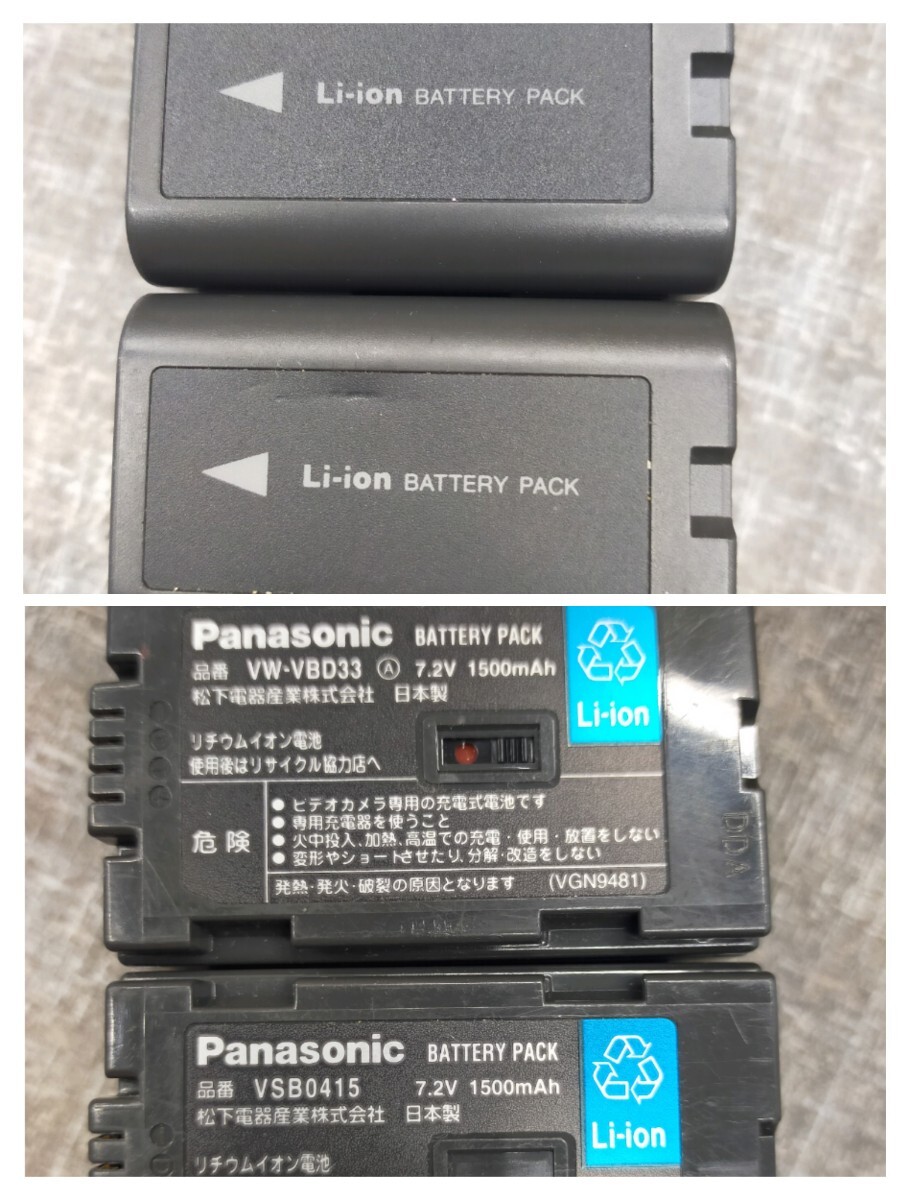 Li-ion BATTERY PACK
Li-ion BATTERY PACK
Panasonic BATTERY PACK
品番 VW-VBD33 Ⓐ 7.2V 1500mAh
松下電器産業株式会社 日本製
Li-ion
リチウムイオン電池
使用後はリサイクル協力店へ
危険
● ビデオカメラ専用の充電式電池です
● 専用充電器を使うこと
● 火中投入、加熱、高温での充電・使用・放置をしない
● 変形やショートさせたり、分解・改造をしない
発熱・発火・破裂の原因となります (VGN9481)
Panasonic BATTERY PACK
品番 VSB0415 7.2V 1500mAh
松下電器産業株式会社 日本製
Li-ion
リチウムイオン電池